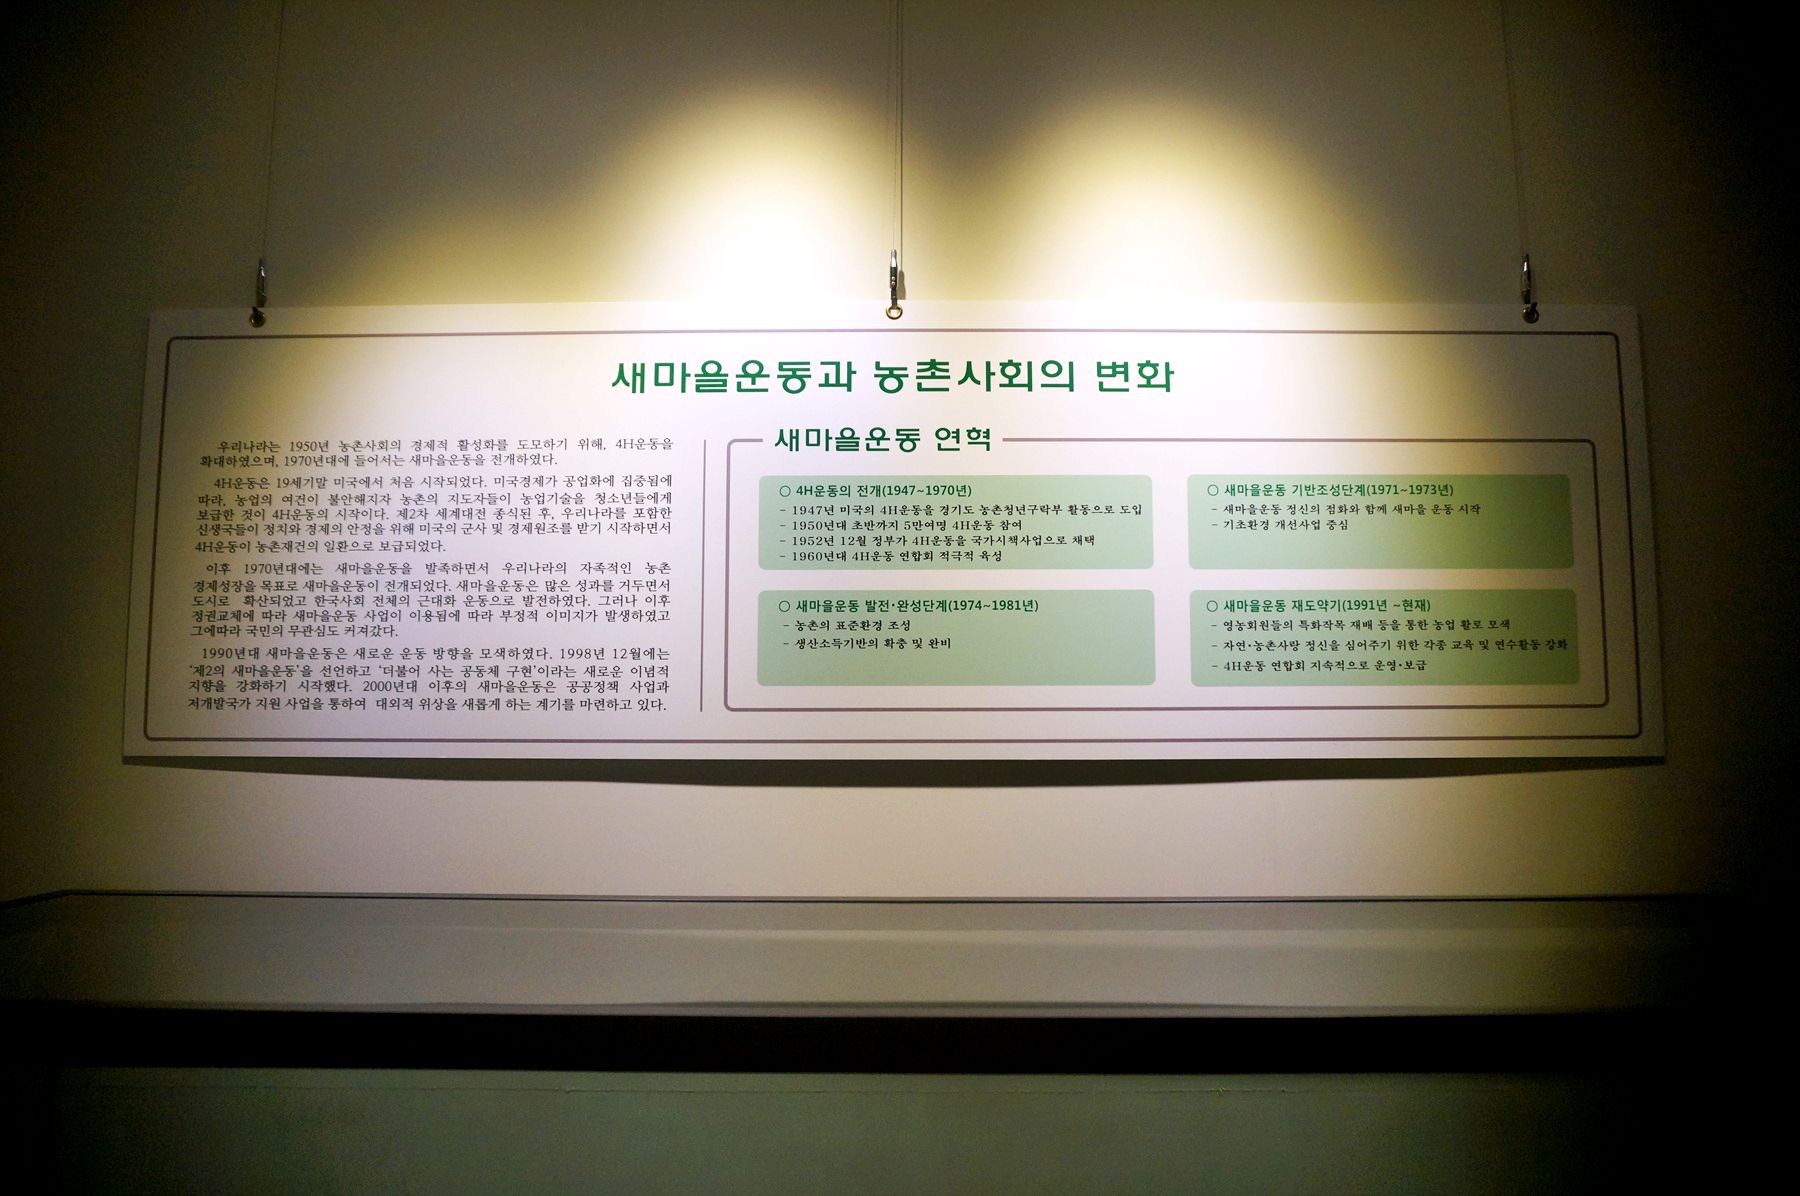 새마을운동과 농촌사회의 변화
우리나라는 1950년 농촌사회의 경제적 활성화를 도모하기 위해, 4H운동을
확대하였으며, 1970년대에 들어서는 새마을운동을 전개하였다.
4H운동은 19세기말 미국에서 처음 시작되었다. 미국경제가 공업화에 집중됨에
따라, 농업의 여건이 불안해지자 농촌의 지도자들이 농업기술을 청소년들에게
보급한 것이 4H운동의 시작이다. 제2차 세계대전 종식된 후, 우리나라를 포함한
신생국들이 정치와 경제의 안정을 위해 미국의 군사 및 경제원조를 받기 시작하면서
4H운동이 농촌재건의 일환으로 보급되었다.
이후 1970년대에는 새마을운동을 발족하면서 우리나라의 자족적인 농촌
경제성장을 목표로 새마을운동이 전개되었다. 새마을운동은 많은 성과를 거두면서
도시로 확산되었고 한국사회 전체의 근대화 운동으로 발전하였다. 그러나 이후
정권교체에 따라 새마을운동 사업이 이용됨에 따라 부정적 이미지가 발생하였고
그에따라 국민의 무관심도 커져갔다.
1990년대 새마을운동은 새로운 운동 방향을 모색하였다. 1998년 12월에는
'제2의 새마을운동'을 선언하고 '더불어 사는 공동체 구현'이라는 새로운 이념적
지향을 강화하기 시작했다. 2000년대 이후의 새마을운동은 공공정책 사업과
저개발국가 지원 사업을 통하여 대외적 위상을 새롭게 하는 계기를 마련하고 있다.
새마을운동 연혁
○ 4H운동의 전개(1947~1970년)
- 1947년 미국의 4H운동을 경기도 농촌청년구락부 활동으로 도입
- 1950년대 초반까지 5만여명 4H운동 참여
- 1952년 12월 정부가 4H운동을 국가시책사업으로 채택
- 1960년대 4H운동 연합회 적극적 육성
○ 새마을운동 기반조성단계(1971~1973년)
- 새마을운동 정신의 점화와 함께 새마을 운동 시작
- 기초환경 개선사업 중심
○ 새마을운동 발전·완성단계(1974~1981년)
- 농촌의 표준환경 조성
- 생산소득기반의 확충 및 완비
○ 새마을운동 재도약기(1991년 ~현재)
- 영농회원들의 특화작목 재배 등을 통한 농업 활로 모색
- 자연·농촌사랑 정신을 심어주기 위한 각종 교육 및 연수활동 강화
- 4H운동 연합회 지속적으로 운영·보급